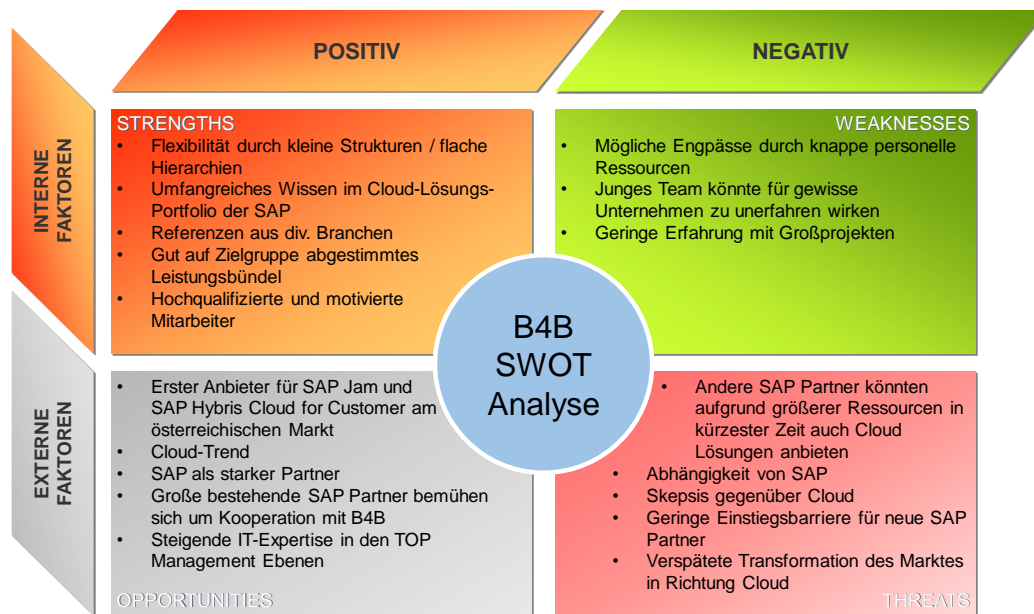 POSITIV
NEGATIV
INTERNE
FAKTOREN
STRENGTHS
• Flexibilität durch kleine Strukturen / flache
Hierarchien
• Umfangreiches Wissen im Cloud-Lösungs-
Portfolio der SAP
• Referenzen aus div. Branchen
• Gut auf Zielgruppe abgestimmtes
Leistungsbündel
• Hochqualifizierte und motivierte
Mitarbeiter
WEAKNESSES
• Mögliche Engpässe durch knappe personelle
Ressourcen
• Junges Team könnte für gewisse
Unternehmen zu unerfahren wirken
• Geringe Erfahrung mit Großprojekten
B4B
SWOT
Analyse
EXTERNE
FAKTOREN
• Erster Anbieter für SAP Jam und
SAP Hybris Cloud for Customer am
österreichischen Markt
• Cloud-Trend
• SAP als starker Partner
• Große bestehende SAP Partner bemühen
sich um Kooperation mit B4B
• Steigende IT-Expertise in den TOP
Management Ebenen
OPPORTUNITIES
• Andere SAP Partner könnten
aufgrund größerer Ressourcen in
kürzester Zeit auch Cloud
Lösungen anbieten
• Abhängigkeit von SAP
• Skepsis gegenüber Cloud
• Geringe Einstiegsbarriere für neue SAP
Partner
• Verspätete Transformation des Marktes
in Richtung Cloud
THREATS